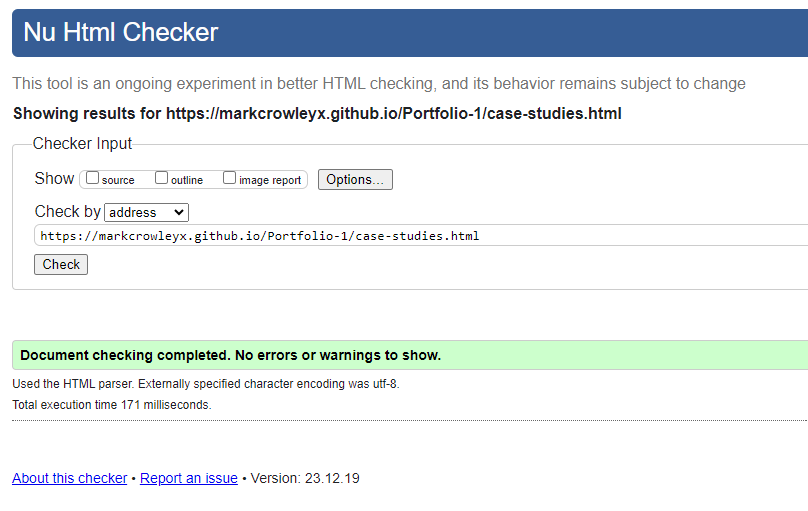 Nu Html Checker
This tool is an ongoing experiment in better HTML checking, and its behavior remains subject to change
Showing results for https://markcrowleyx.github.io/Portfolio-1/case-studies.html
Checker Input
Show source outline image report Options...
Check by address
https://markcrowleyx.github.io/Portfolio-1/case-studies.html
Check
Document checking completed. No errors or warnings to show.
Used the HTML parser. Externally specified character encoding was utf-8.
Total execution time 171 milliseconds.
About this checker • Report an issue • Version: 23.12.19